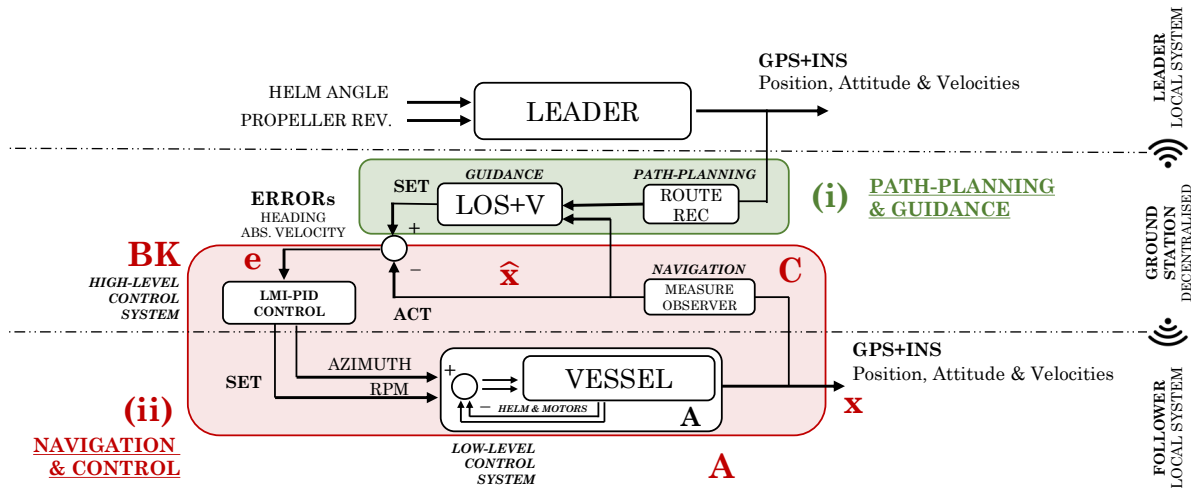 GPS+INS
Position, Attitude & Velocities
HELM ANGLE
PROPELLER REV.
LEADER
LEADER
LOCAL SYSTEM
GUIDANCE
PATH-PLANNING
SET
LOS+V
ROUTE
REC
(i)
PATH-PLANNING
& GUIDANCE
ERRORs
HEADING
ABS. VELOCITY
+
−
BK
HIGH-LEVEL
CONTROL
SYSTEM
e
x̂
C
NAVIGATION
MEASURE
OBSERVER
LMI-PID
CONTROL
ACT
GROUND
STATION
DECENTRALISED
AZIMUTH
SET
RPM
+
−
VESSEL
HELM & MOTORS
A
GPS+INS
Position, Attitude & Velocities
x
(ii)
NAVIGATION
& CONTROL
LOW-LEVEL
CONTROL
SYSTEM
A
FOLLOWER
LOCAL SYSTEM